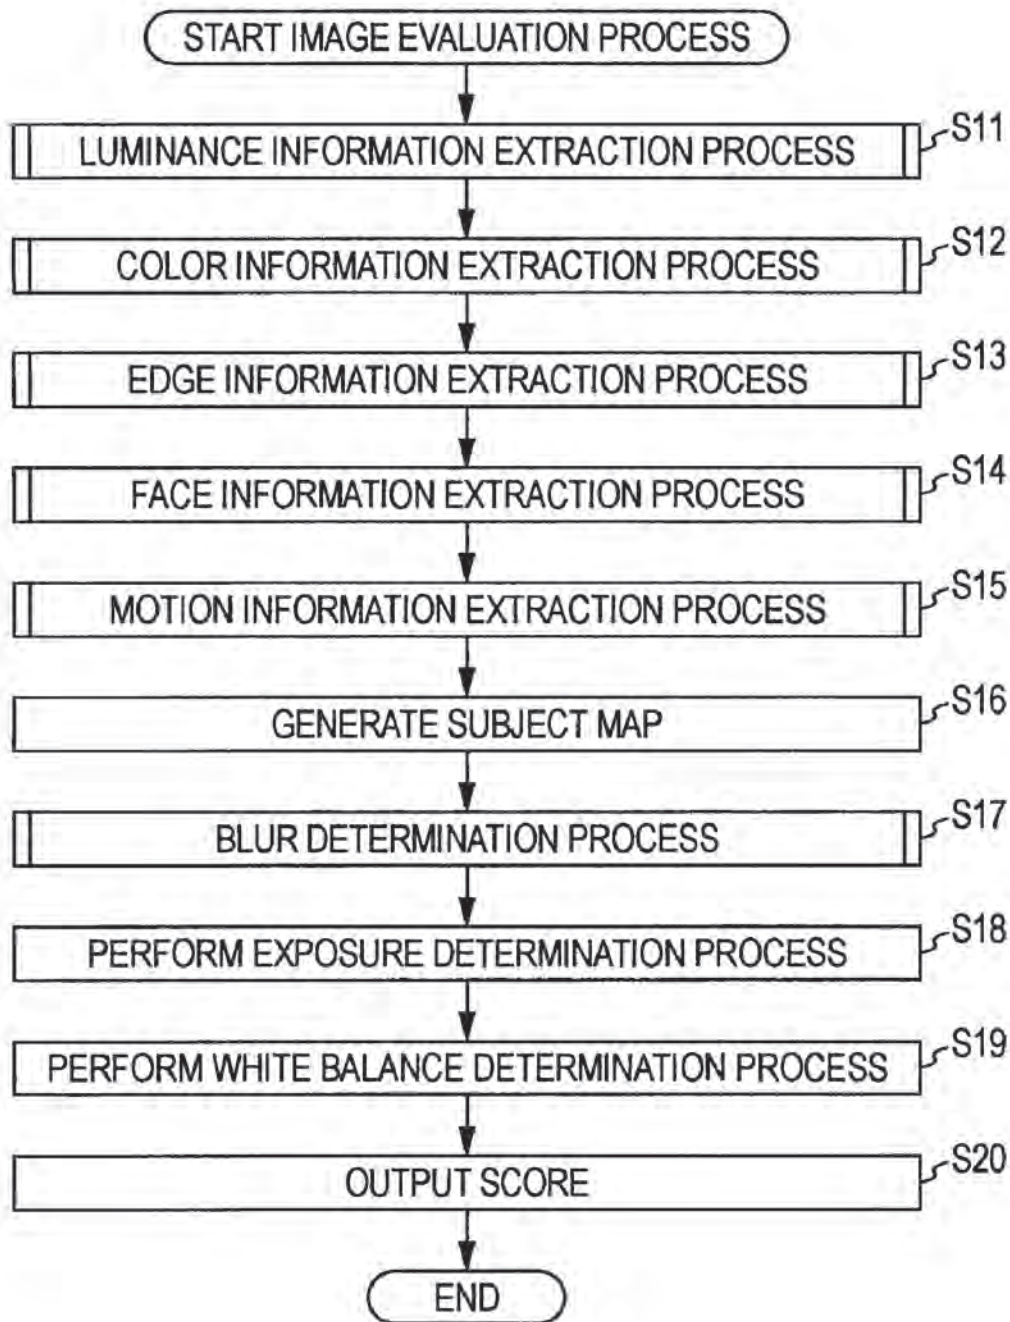 START IMAGE EVALUATION PROCESS
LUMINANCE INFORMATION EXTRACTION PROCESS S11
COLOR INFORMATION EXTRACTION PROCESS S12
EDGE INFORMATION EXTRACTION PROCESS S13
FACE INFORMATION EXTRACTION PROCESS S14
MOTION INFORMATION EXTRACTION PROCESS S15
GENERATE SUBJECT MAP S16
BLUR DETERMINATION PROCESS S17
PERFORM EXPOSURE DETERMINATION PROCESS S18
PERFORM WHITE BALANCE DETERMINATION PROCESS S19
OUTPUT SCORE S20
END